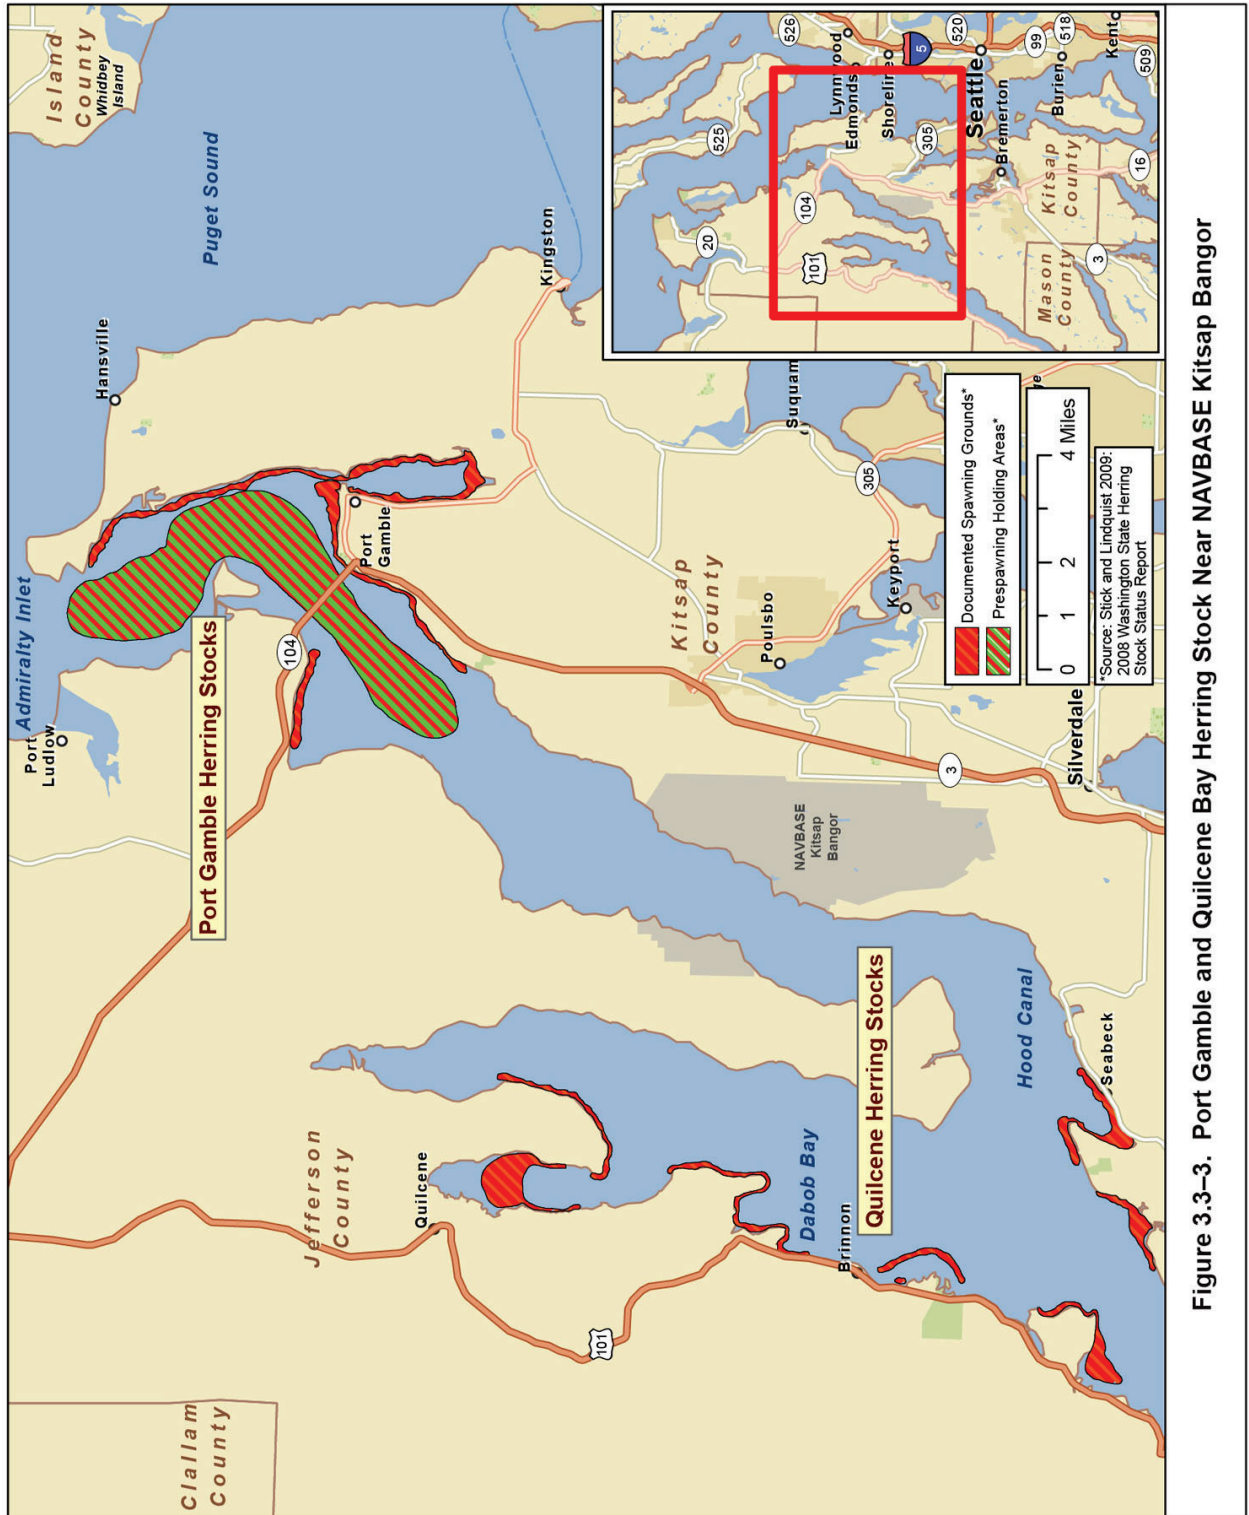 Island
County
Whidbey
Island
Puget Sound
Admiralty Inlet
Hansville
Kingston
Port
Ludlow
Port Gamble Herring Stocks
104
Port
Gamble
Kitsap
County
Suquam
305
Poulsbo
Keyport
3
Silverdale
NAVBASE
Kitsap
Bangor
Jefferson
County
Quilcene
Quilcene Herring Stocks
Hood Canal
Seabeck
Dabob Bay
Brinnon
101
Clallam
County
ge
526
Lynnwood
Edmonds
Shoreline
5
520
99
518
Kent
509
Seattle
Burien
525
305
Bremerton
104
Kitsap
County
16
20
101
Mason
County
3
Documented Spawning Grounds*
Prespawning Holding Areas*
0 1 2 4 Miles
*Source: Stick and Lindquist 2009:
2008 Washington State Herring
Stock Status Report
Figure 3.3–3. Port Gamble and Quilcene Bay Herring Stock Near NAVBASE Kitsap Bangor